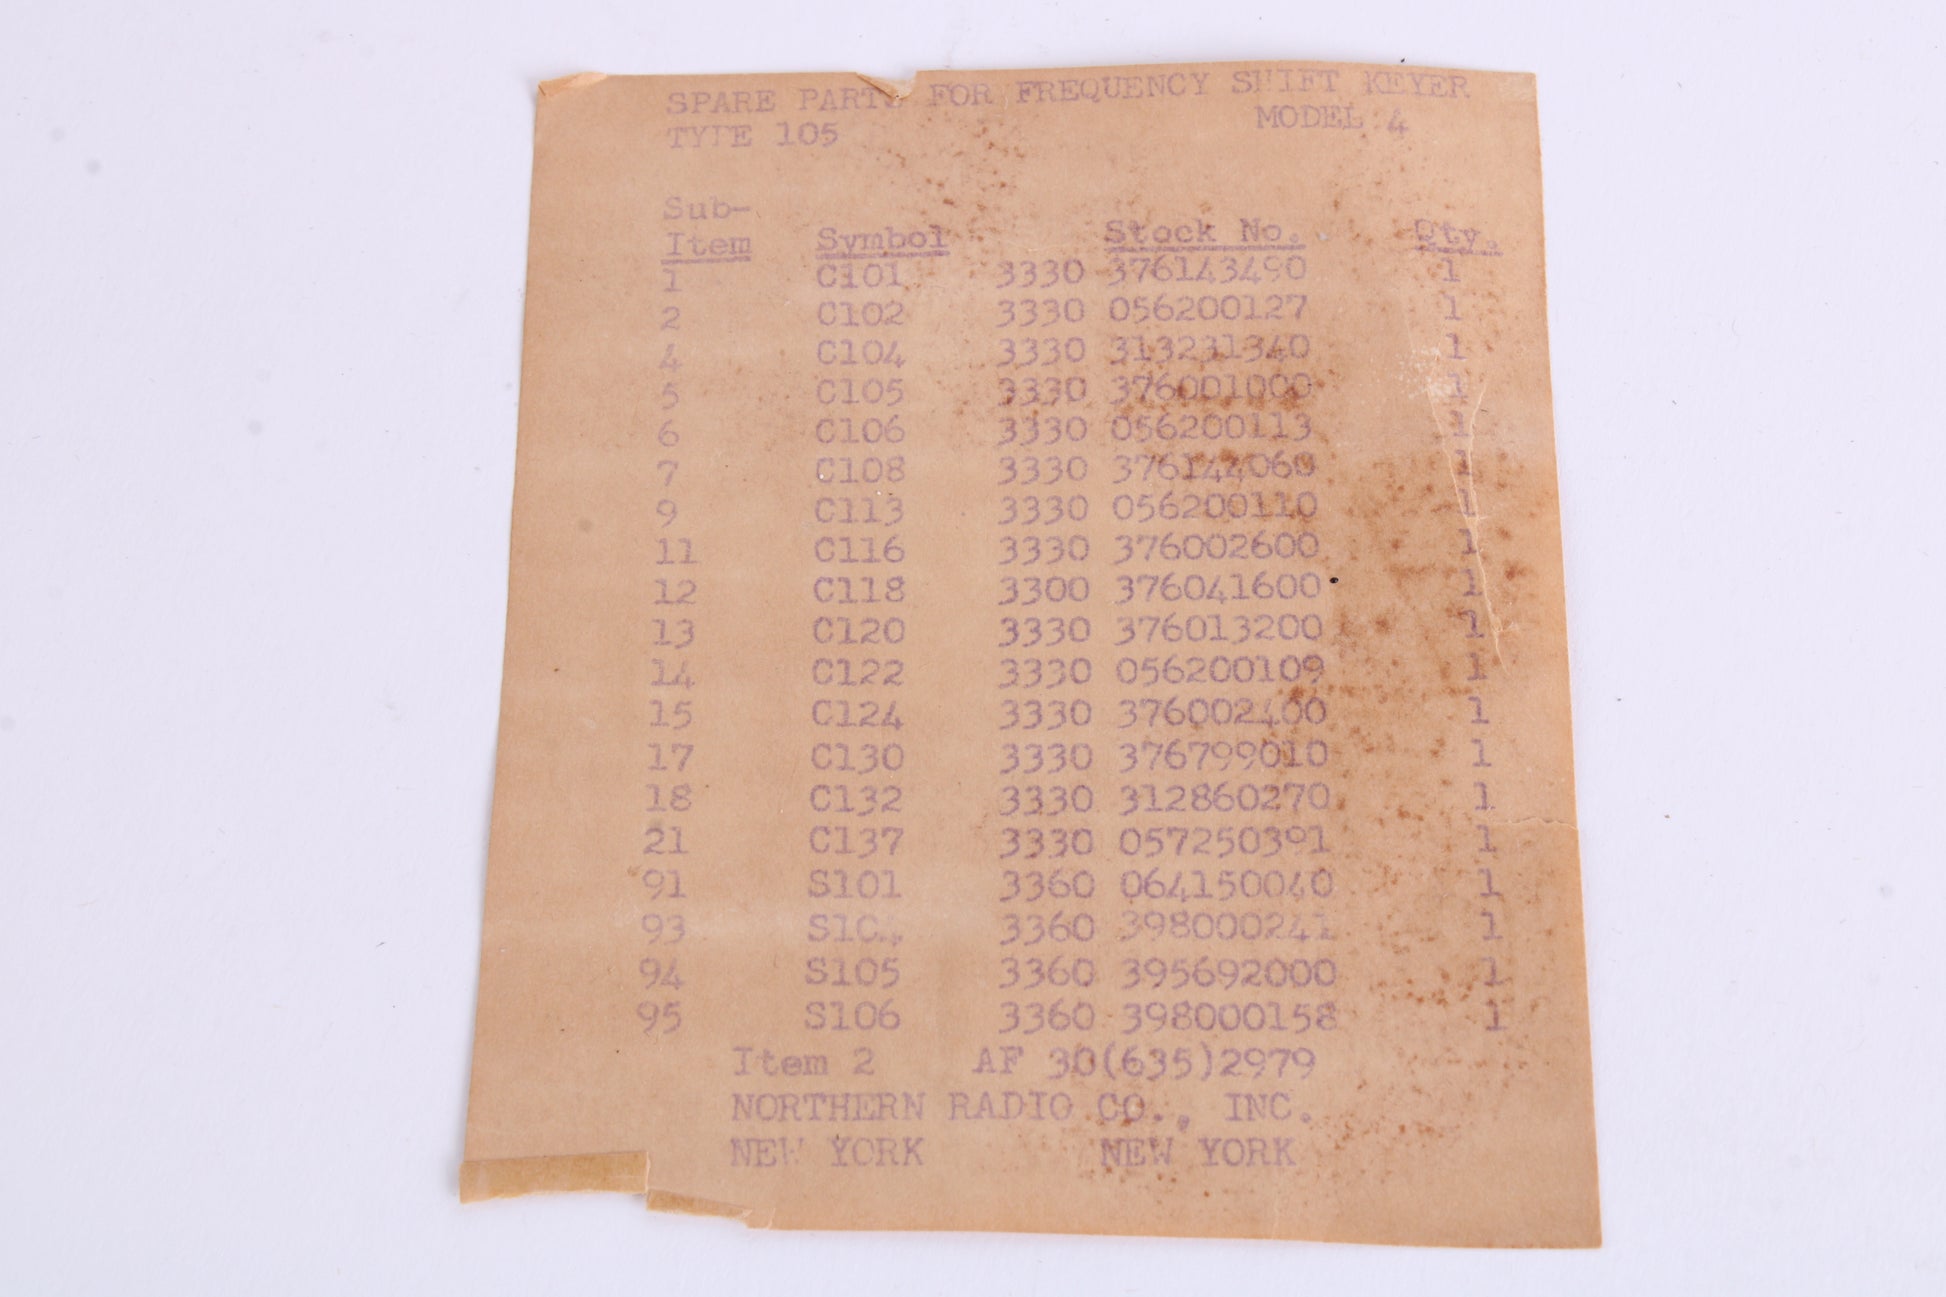 SPARE PARTS FOR FREQUENCY SHIFT KEYER
TYPE 105 MODEL 4
Sub-
Item Symbol Stock No. Qty.
1 C101 3330 376143490 1
2 C102 3330 056200127 1
4 C104 3330 313231340 1
5 C105 3330 376001000 1
6 C106 3330 056200113 1
7 C108 3330 376144060 1
9 C113 3330 056200110 1
11 C116 3330 376002600 1
12 C118 3300 376041600 1
13 C120 3330 376013200 1
14 C122 3330 056200109 1
15 C124 3330 376002400 1
17 C130 3330 376799010 1
18 C132 3330 312860270 1
21 C137 3330 057250391 1
91 S101 3360 064150040 1
93 3360 398000241 1
94 S105 3360 395692000 1
95 S106 3360 398000158 1
Item 2 AF 30(635)2979
NORTHERN RADIO CO., INC.
NEW YORK NEW YORK